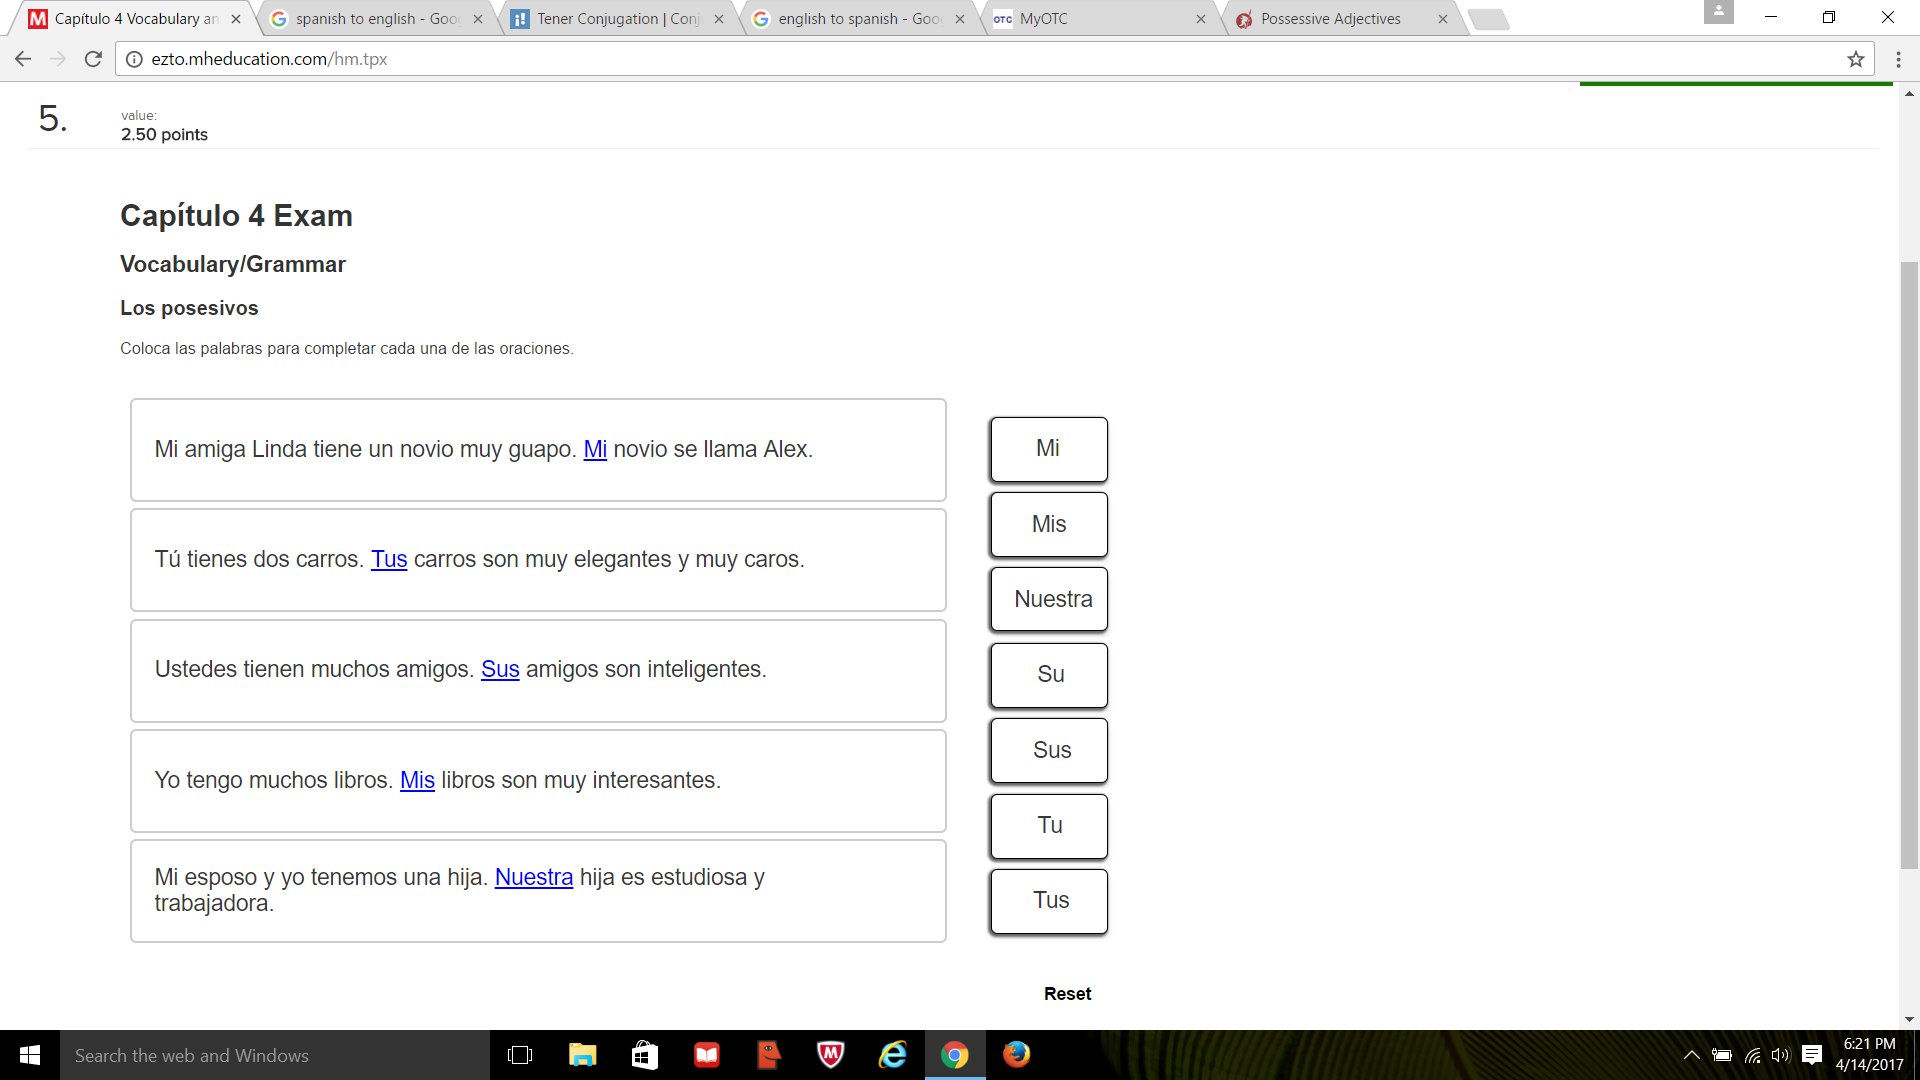 Capítulo 4 Vocabulary an
spanish to english - Goo
Tener Conjugation | Conj
english to spanish - Goo
OTC MyOTC
Possessive Adjectives
ezto.mheducation.com/hm.tpx
5.
value:
2.50 points
Capítulo 4 Exam
Vocabulary/Grammar
Los posesivos
Coloca las palabras para completar cada una de las oraciones.
Mi amiga Linda tiene un novio muy guapo. Mi novio se llama Alex.
Tú tienes dos carros. Tus carros son muy elegantes y muy caros.
Ustedes tienen muchos amigos. Sus amigos son inteligentes.
Yo tengo muchos libros. Mis libros son muy interesantes.
Mi esposo y yo tenemos una hija. Nuestra hija es estudiosa y
trabajadora.
Mi
Mis
Nuestra
Su
Sus
Tu
Tus
Reset
Search the web and Windows
6:21 PM
4/14/2017